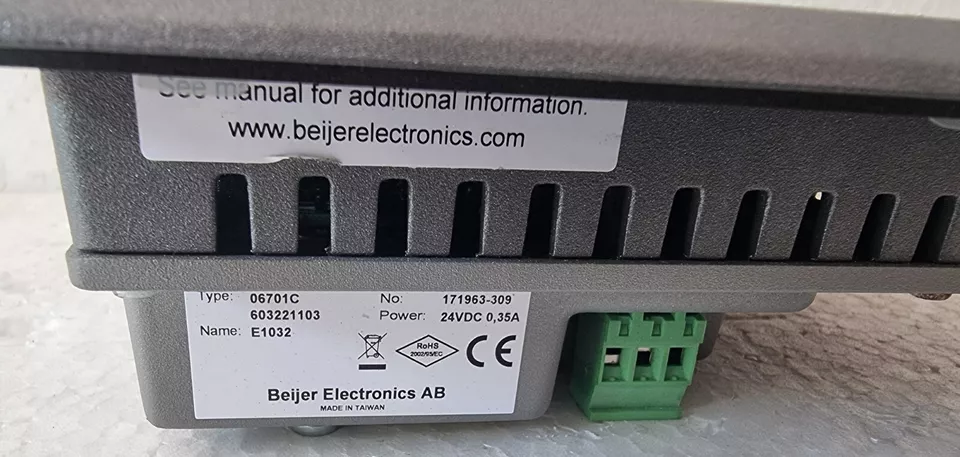 See manual for additional information.
www.beijerelectronics.com
Type: 06701C No: 171963-309
603221103 Power: 24VDC 0,35A
Name: E1032
RoHS
2002/95/EC
CE
Beijer Electronics AB
MADE IN TAIWAN